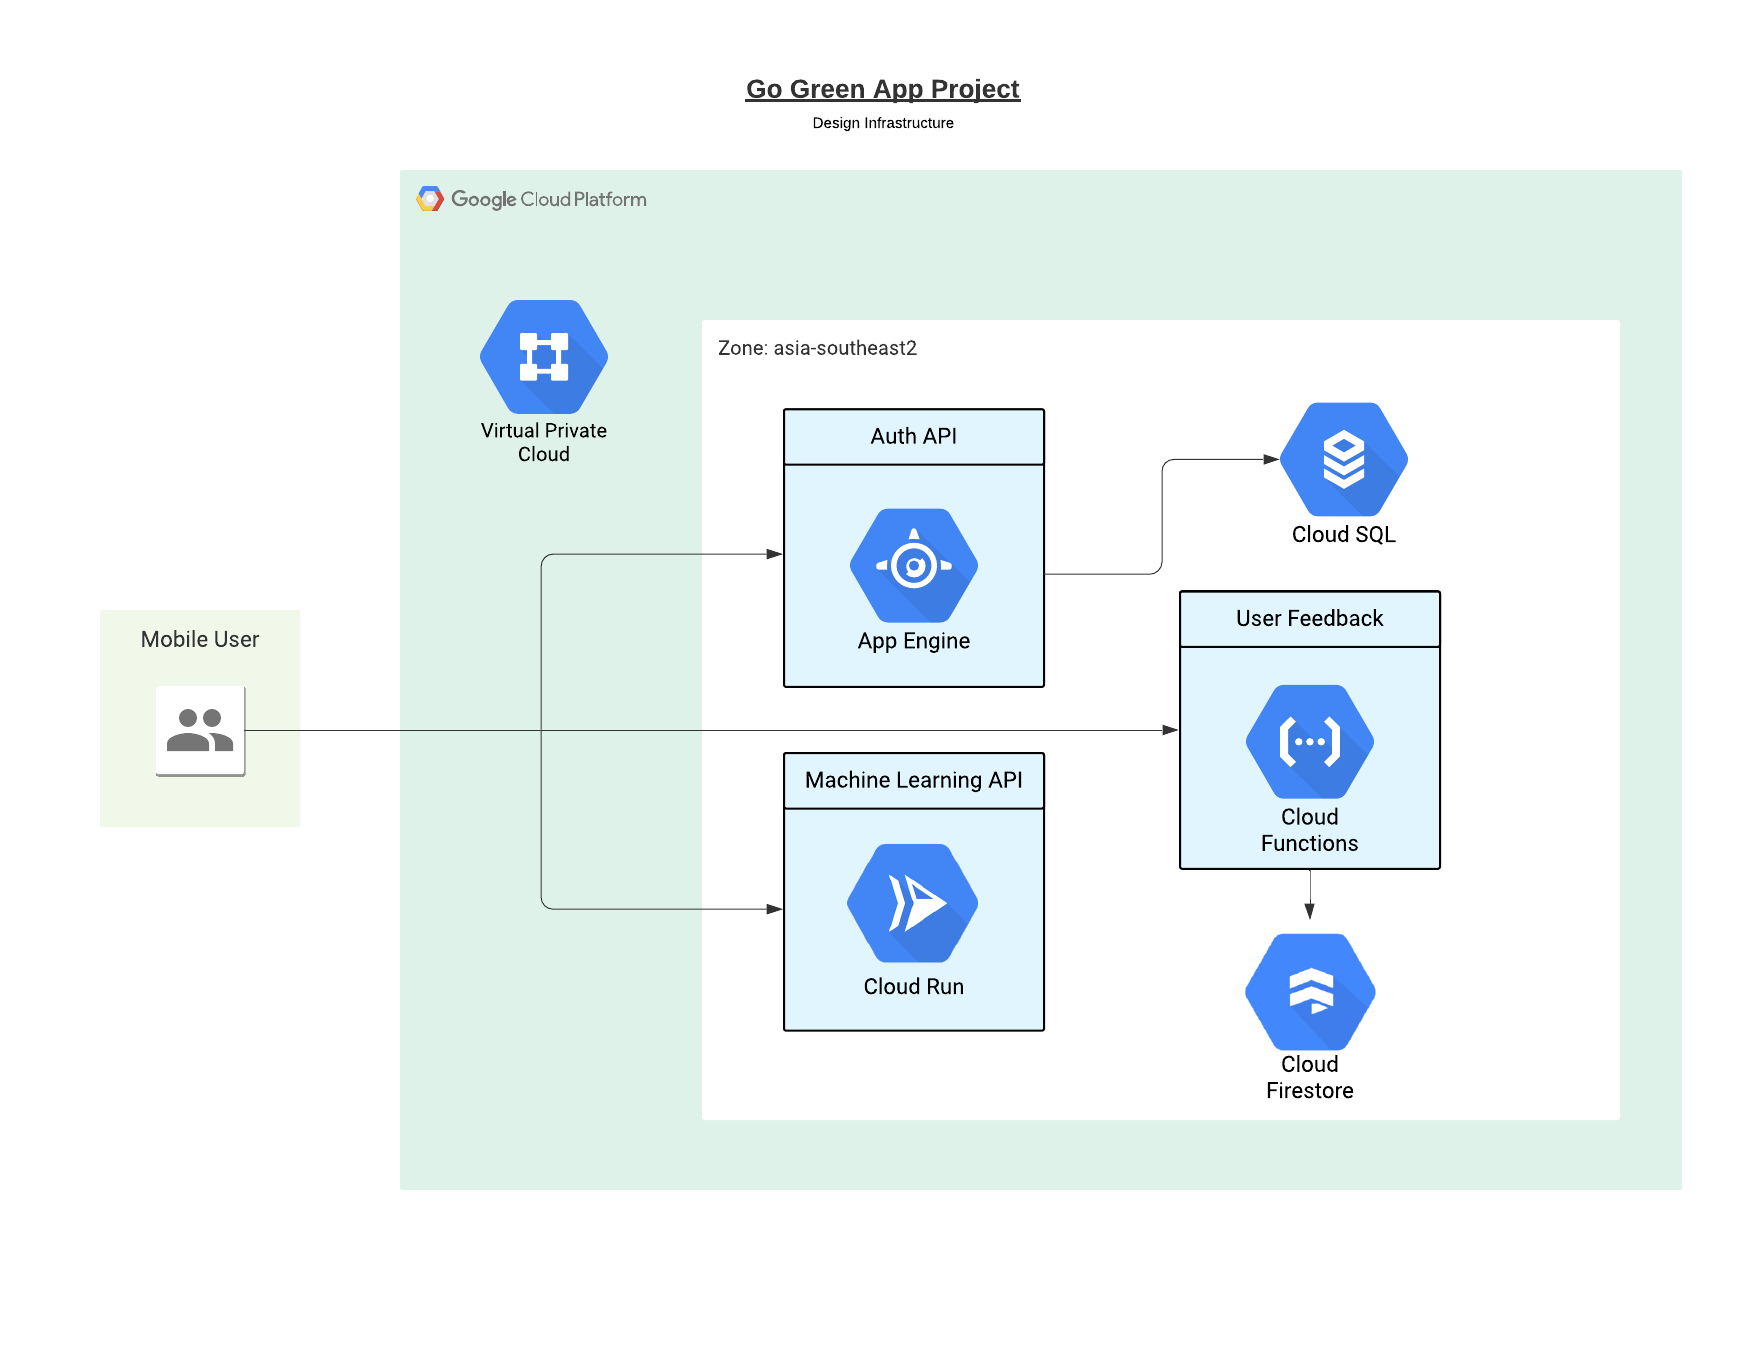 Go Green App Project
Design Infrastructure
Google Cloud Platform
Virtual Private
Cloud
Zone: asia-southeast2
Auth API
App Engine
Cloud SQL
Mobile User
User Feedback
Cloud
Functions
Machine Learning API
Cloud Run
Cloud
Firestore